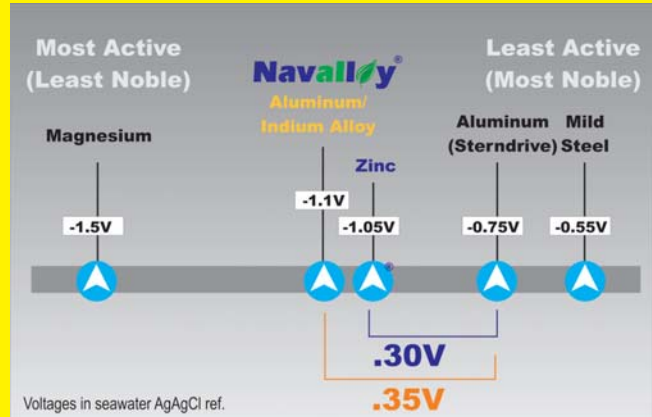 Most Active
(Least Noble)
Navalloy®
Aluminum/
Indium Alloy
Least Active
(Most Noble)
Magnesium
Zinc
Aluminum
(Sterndrive)
Mild
Steel
-1.5V
-1.1V
-1.05V
-0.75V
-0.55V
®
.30V
.35V
Voltages in seawater AgAgCl ref.